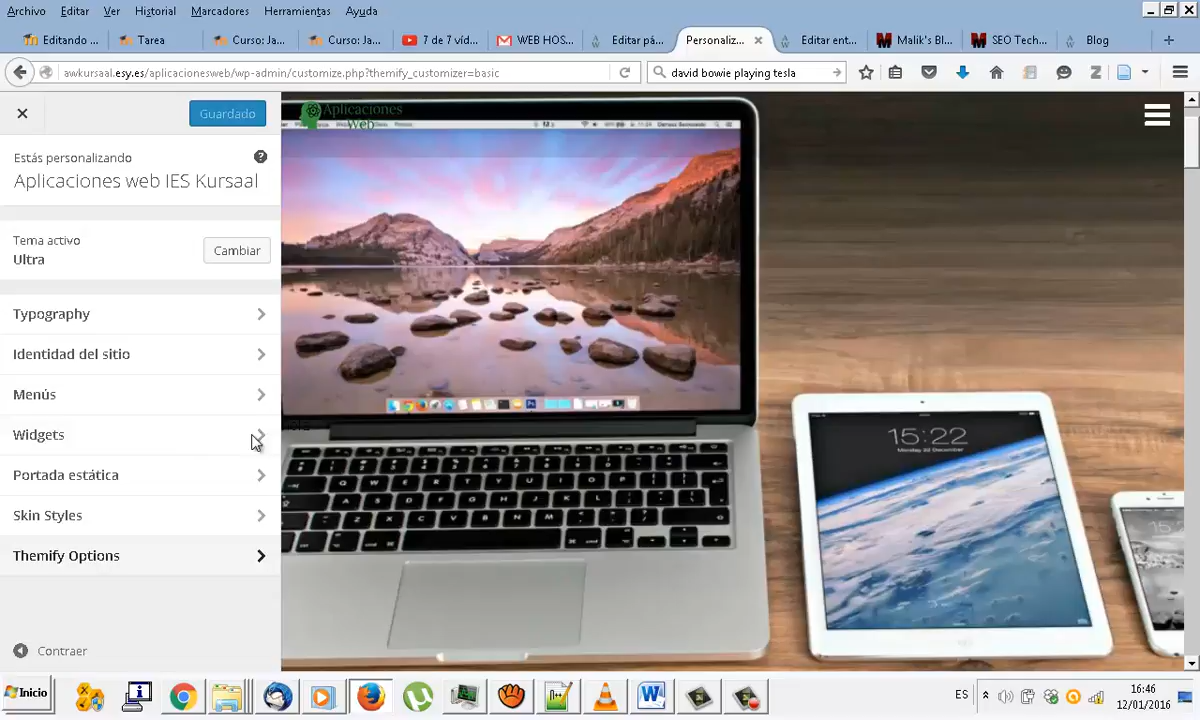 Archivo Editar Ver Historial Marcadores Herramientas Ayuda
Editando ... Tarea Curso: Ja... Curso: Ja... 7 de 7 víd... WEB HOS... Editar pá... Personaliz... Editar ent... Malik's Bl... SEO Tech... Blog
awkursaal.esy.es/aplicacionesweb/wp-admin/customize.php?themify_customizer=basic
david bowie playing tesla
Guardado
Estás personalizando
Aplicaciones web IES Kursaal
Tema activo
Ultra
Cambiar
Typography
Identidad del sitio
Menús
Widgets
Portada estática
Skin Styles
Themify Options
Contraer
Aplicaciones
Web
15:22
Monday 22 December
Inicio
ES
16:46
12/01/2016